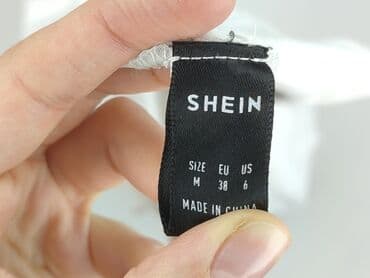 SHEIN
SIZE EU US
M 38 6
MADE IN CHINA